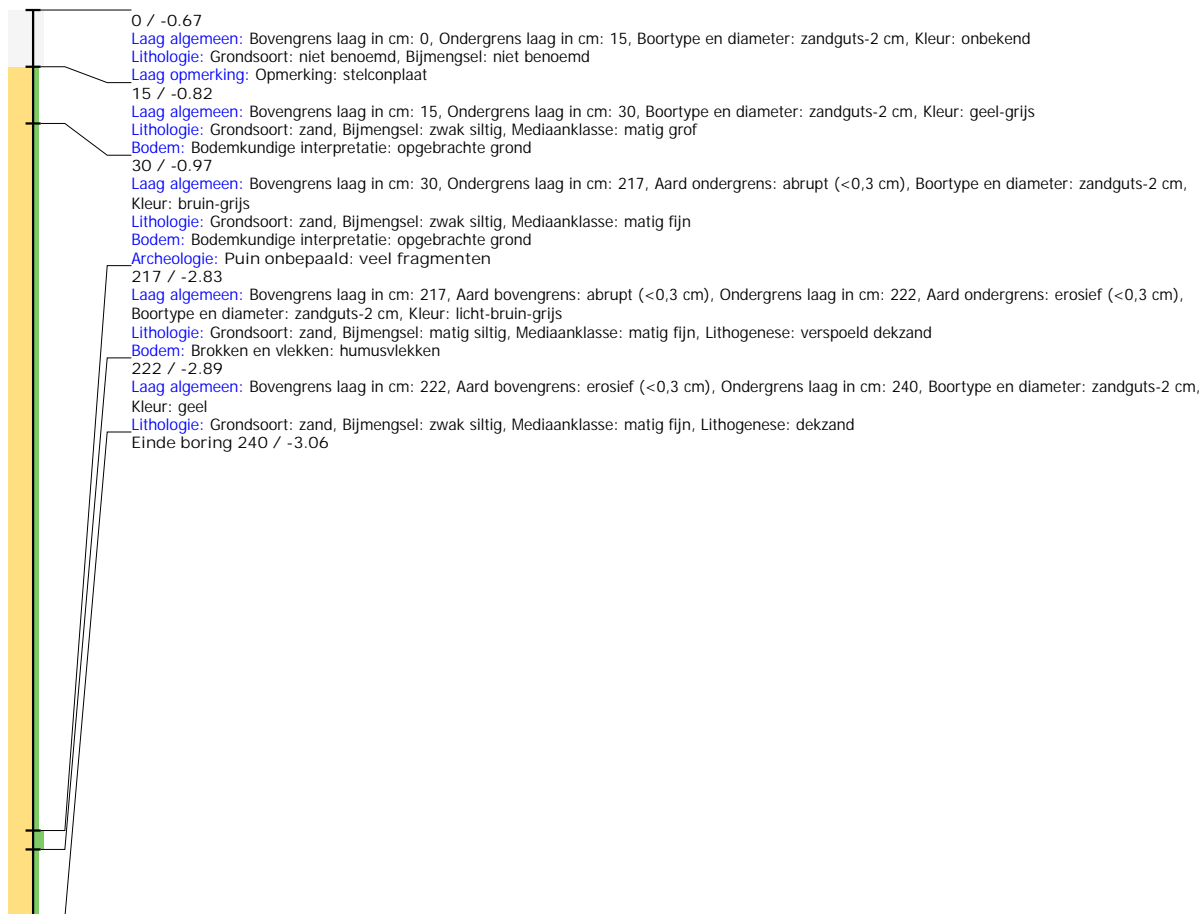 0 / -0.67
Laag algemeen: Bovengrens laag in cm: 0, Ondergrens laag in cm: 15, Boortype en diameter: zandguts-2 cm, Kleur: onbekend
Lithologie: Grondsoort: niet benoemd, Bijmengsel: niet benoemd
Laag opmerking: Opmerking: stelconplaat
15 / -0.82
Laag algemeen: Bovengrens laag in cm: 15, Ondergrens laag in cm: 30, Boortype en diameter: zandguts-2 cm, Kleur: geel-grijs
Lithologie: Grondsoort: zand, Bijmengsel: zwak siltig, Mediaanklasse: matig grof
Bodem: Bodemkundige interpretatie: opgebrachte grond
30 / -0.97
Laag algemeen: Bovengrens laag in cm: 30, Ondergrens laag in cm: 217, Aard ondergrens: abrupt (<0,3 cm), Boortype en diameter: zandguts-2 cm,
Kleur: bruin-grijs
Lithologie: Grondsoort: zand, Bijmengsel: zwak siltig, Mediaanklasse: matig fijn
Bodem: Bodemkundige interpretatie: opgebrachte grond
Archeologie: Puin onbepaald: veel fragmenten
217 / -2.83
Laag algemeen: Bovengrens laag in cm: 217, Aard bovengrens: abrupt (<0,3 cm), Ondergrens laag in cm: 222, Aard ondergrens: erosief (<0,3 cm),
Boortype en diameter: zandguts-2 cm, Kleur: licht-bruin-grijs
Lithologie: Grondsoort: zand, Bijmengsel: matig siltig, Mediaanklasse: matig fijn, Lithogenese: verspoeld dekzand
Bodem: Brokken en vlekken: humusvlekken
222 / -2.89
Laag algemeen: Bovengrens laag in cm: 222, Aard bovengrens: erosief (<0,3 cm), Ondergrens laag in cm: 240, Boortype en diameter: zandguts-2 cm,
Kleur: geel
Lithologie: Grondsoort: zand, Bijmengsel: zwak siltig, Mediaanklasse: matig fijn, Lithogenese: dekzand
Einde boring 240 / -3.06